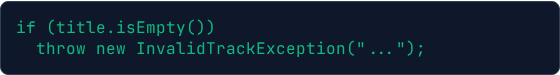 if (title.isEmpty())
  throw new InvalidTrackException("...");